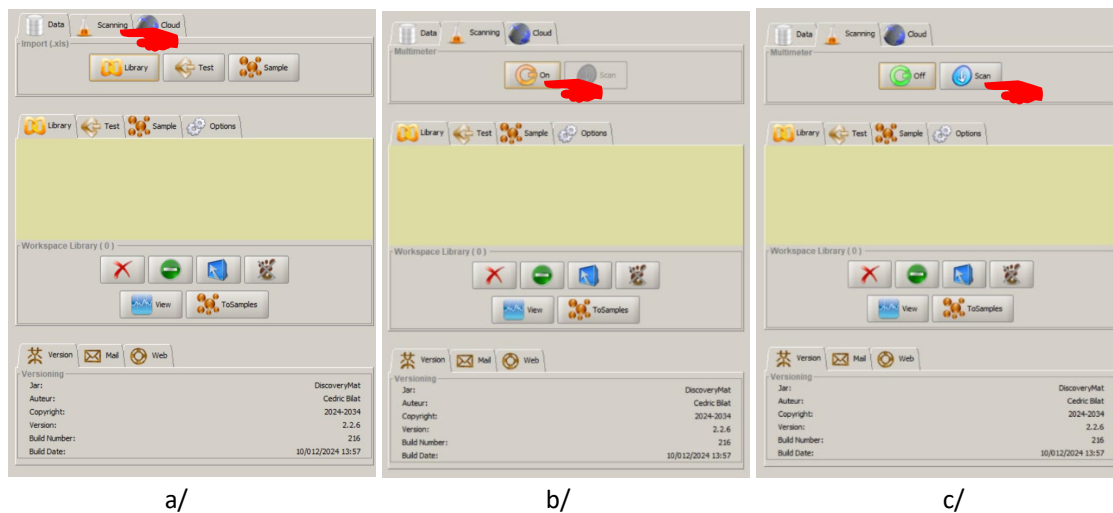 Data Scanning Cloud
Import (.xls)
Library Test Sample
Library Test Sample Options
Workspace Library ( 0 )
View ToSamples
Version Mail Web
Versioning
Jar: DiscoveryMat
Auteur: Cedric Bilat
Copyright: 2024-2034
Version: 2.2.6
Build Number: 216
Build Date: 10/012/2024 13:57
a/
Data Scanning Cloud
Multimeter
On Scan
Library Test Sample Options
Workspace Library ( 0 )
View ToSamples
Version Mail Web
Versioning
Jar: DiscoveryMat
Auteur: Cedric Bilat
Copyright: 2024-2034
Version: 2.2.6
Build Number: 216
Build Date: 10/012/2024 13:57
b/
Data Scanning Cloud
Multimeter
Off Scan
Library Test Sample Options
Workspace Library ( 0 )
View ToSamples
Version Mail Web
Versioning
Jar: DiscoveryMat
Auteur: Cedric Bilat
Copyright: 2024-2034
Version: 2.2.6
Build Number: 216
Build Date: 10/012/2024 13:57
c/